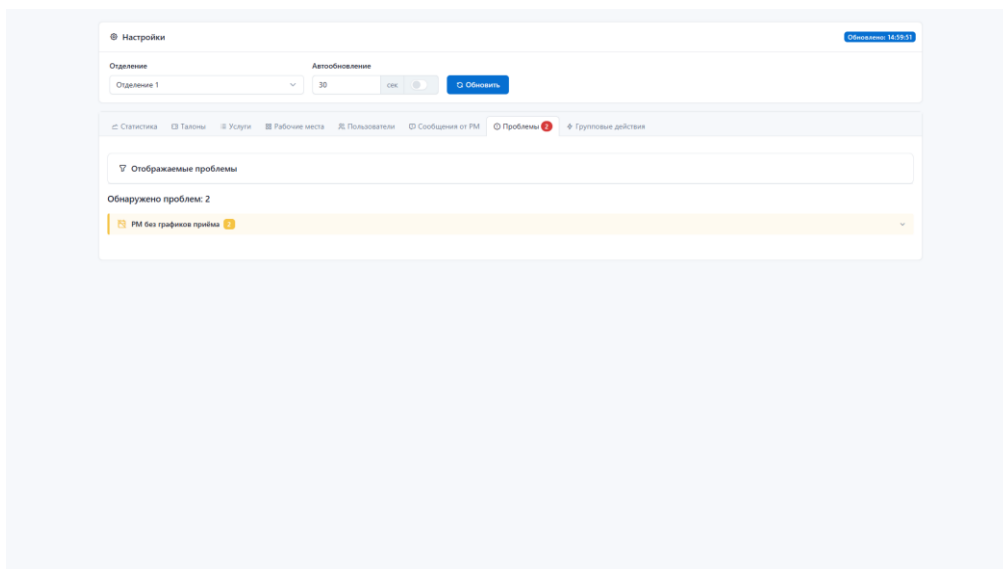 Настройки
Обновлено: 14:59:51
Отделение
Автообновление
Отделение 1
30
сек
Обновить
Статистика Талоны Услуги Рабочие места Пользователи Сообщения от РМ Проблемы 2 Групповые действия
Отображаемые проблемы
Обнаружено проблем: 2
РМ без графиков приёма 2